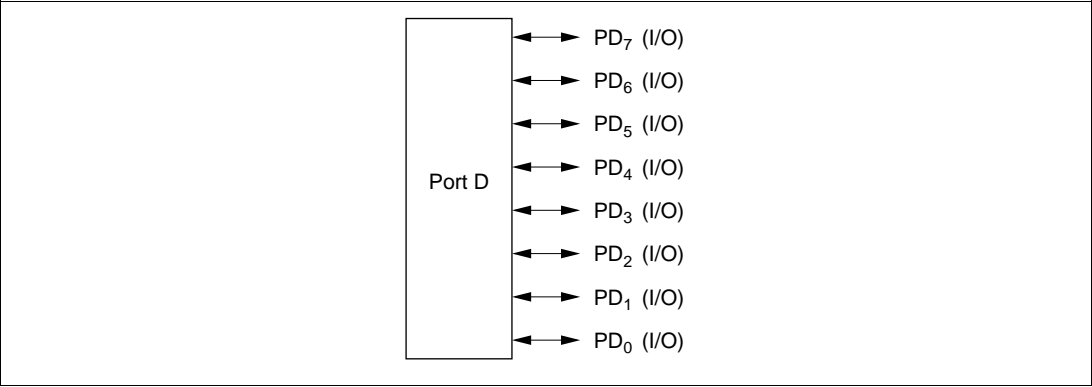 PD7 (I/O)
PD6 (I/O)
PD5 (I/O)
PD4 (I/O)
Port D
PD3 (I/O)
PD2 (I/O)
PD1 (I/O)
PD0 (I/O)